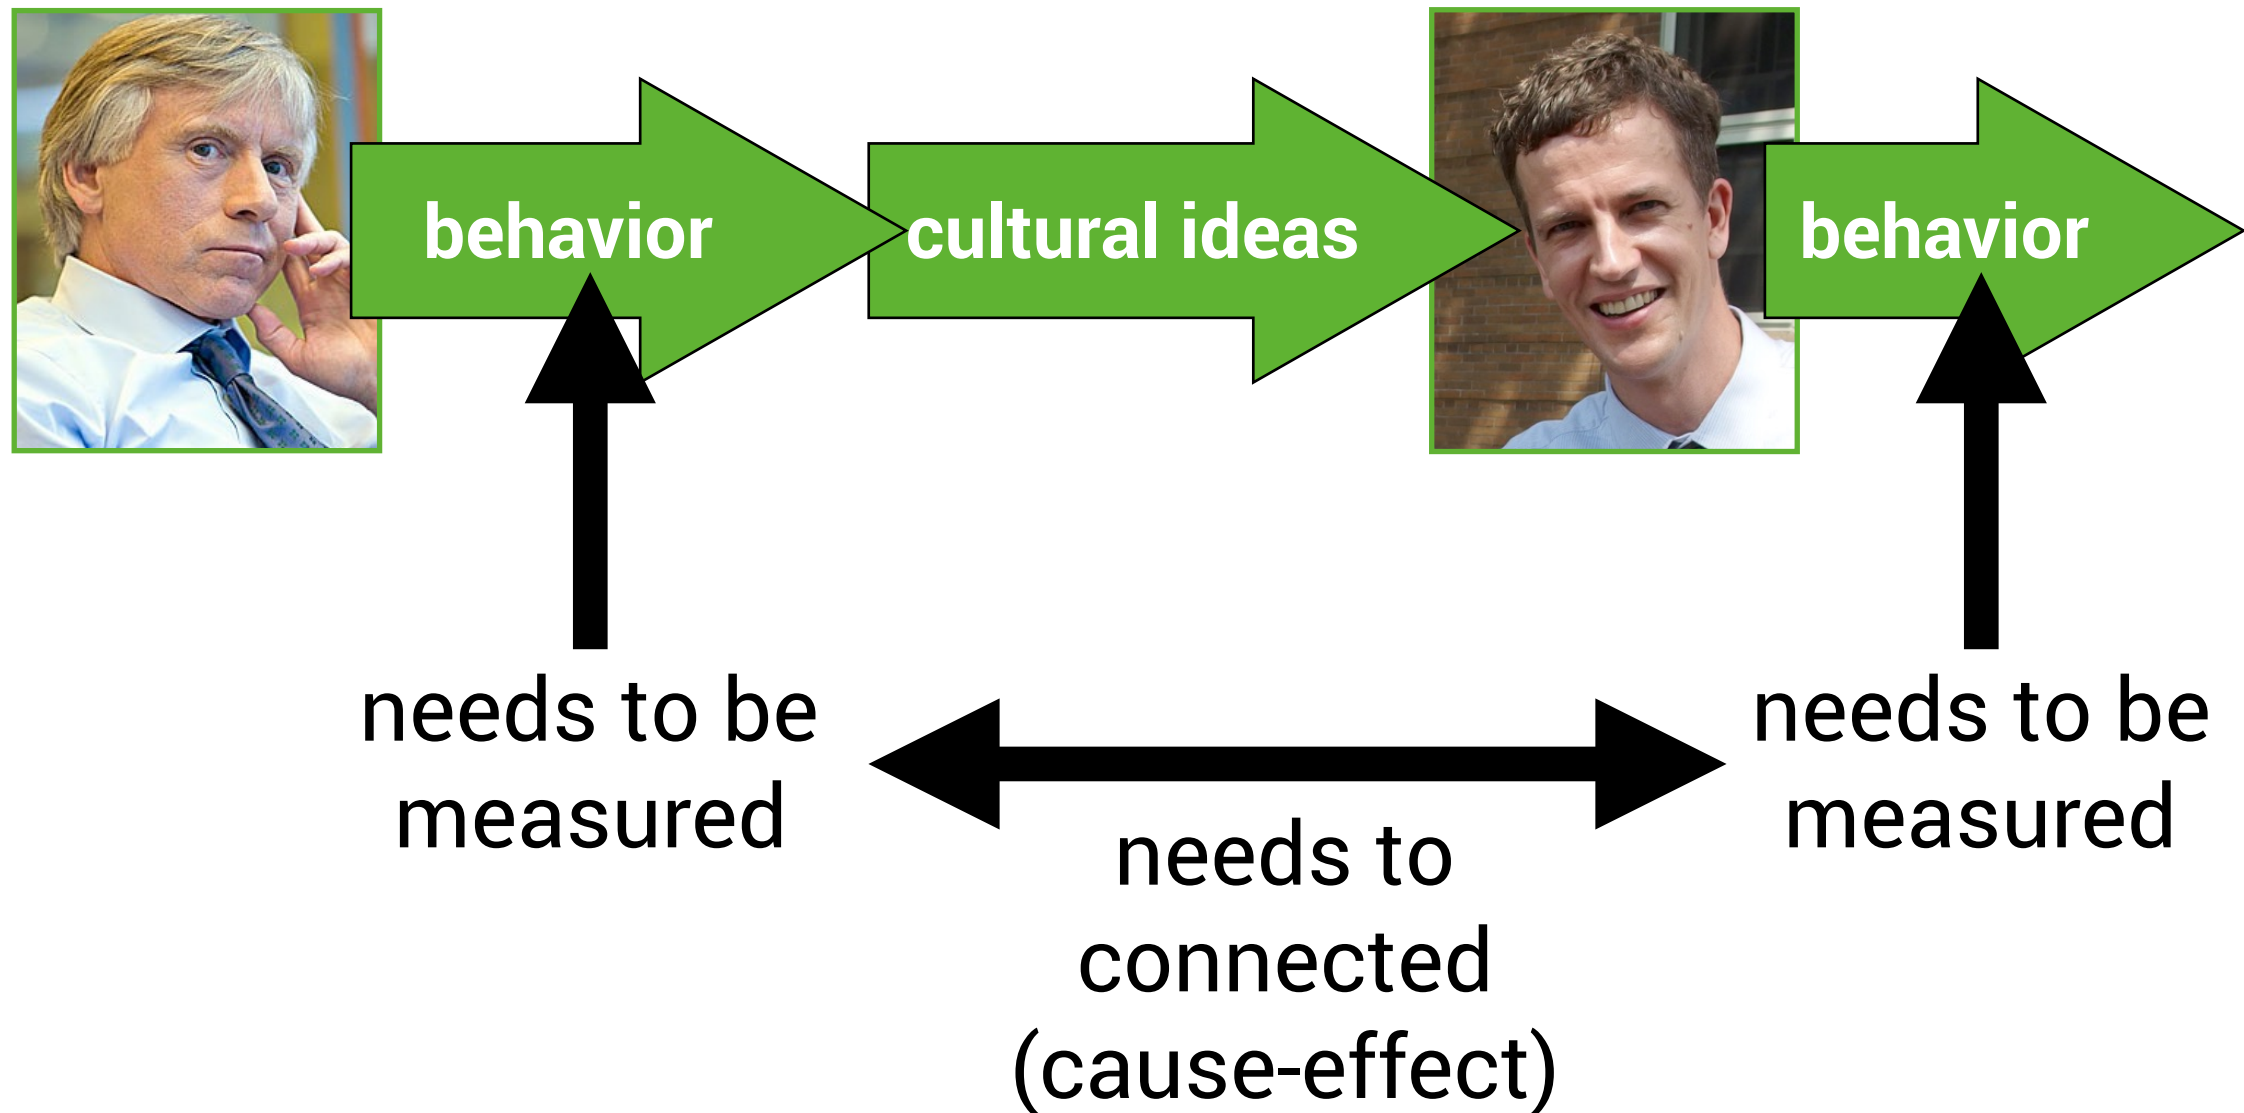 behavior
cultural ideas
behavior
needs to be
measured
needs to
connected
(cause-effect)
needs to be
measured